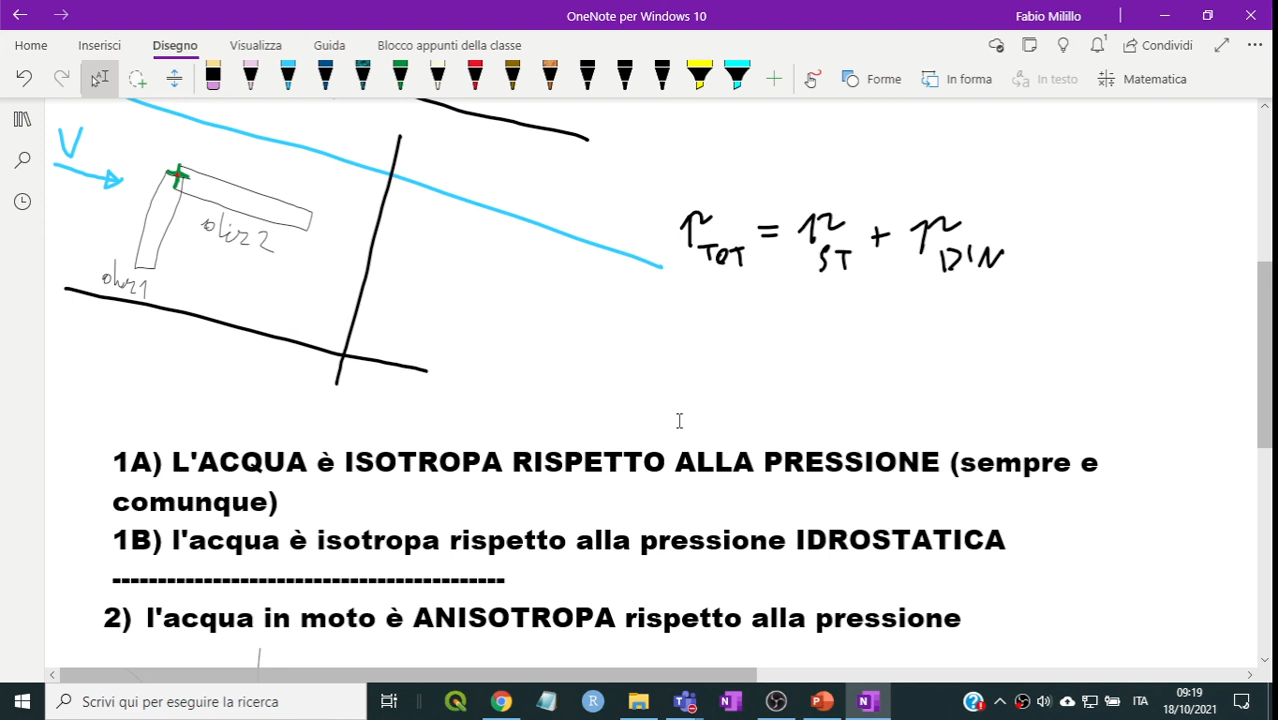 OneNote per Windows 10
Fabio Milillo
Home Inserisci Disegno Visualizza Guida Blocco appunti della classe
Condividi
Forme In forma In testo Matematica
V
dir 2
dir 1
p TOT = p ST + p DIN
1A) L'ACQUA è ISOTROPA RISPETTO ALLA PRESSIONE (sempre e
comunque)
1B) l'acqua è isotropa rispetto alla pressione IDROSTATICA
-------------------------------------------
2) l'acqua in moto è ANISOTROPA rispetto alla pressione
Scrivi qui per eseguire la ricerca
ITA
09:19
18/10/2021